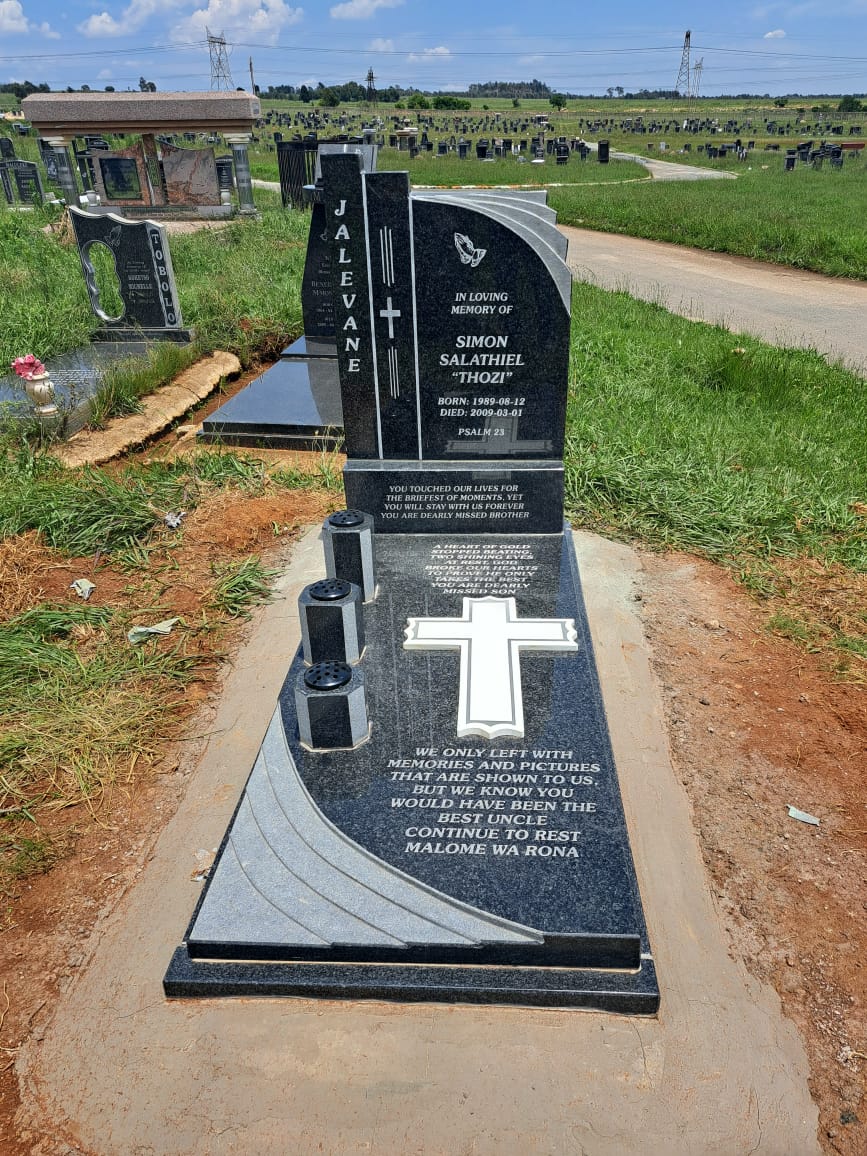 JALEVANE
IN LOVING
MEMORY OF
SIMON
SALATHIEL
"THOZI"
BORN: 1989-08-12
DIED: 2009-03-01
PSALM 23
YOU TOUCHED OUR LIVES FOR
THE BRIEFEST OF MOMENTS, YET
YOU WILL STAY WITH US FOREVER
YOU ARE DEARLY MISSED BROTHER
A HEART OF GOLD
STOPPED BEATING,
TWO SHINING EYES
AT REST, GOD
BROKE OUR HEARTS
TO PROVE HE ONLY
TAKES THE BEST
YOU ARE DEARLY
MISSED SON
WE ONLY LEFT WITH
MEMORIES AND PICTURES
THAT ARE SHOWN TO US,
BUT WE KNOW YOU
WOULD HAVE BEEN THE
BEST UNCLE
CONTINUE TO REST
MALOME WA RONA
TOBOLO